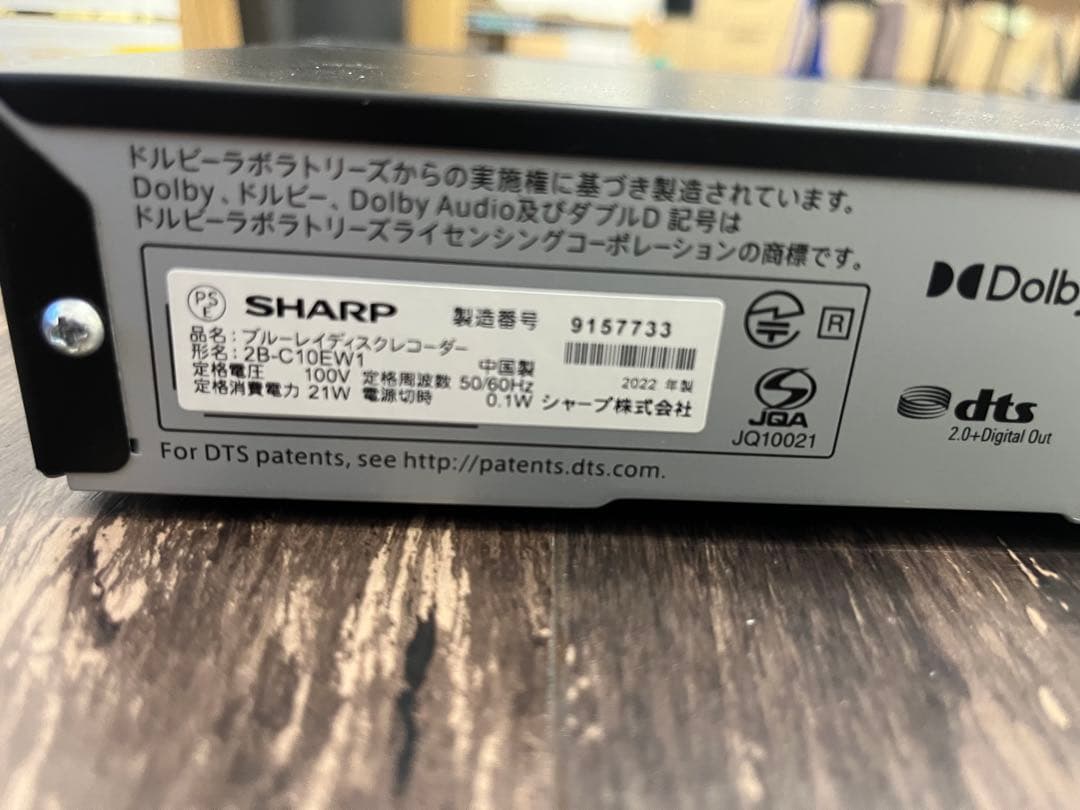 ドルビーラボラトリーズからの実施権に基づき製造されています。
Dolby、ドルビー、Dolby Audio及びダブルD 記号は
ドルビーラボラトリーズライセンシングコーポレーションの商標です。
PS
E
SHARP 製造番号 9157733
品名：ブルーレイディスクレコーダー
形名：2B-C10EW1 中国製
定格電圧 100V 定格周波数 50/60Hz 2022 年製
定格消費電力 21W 電源切時 0.1W シャープ株式会社
R
JQA
JQ10021
Dolby
dts
2.0+Digital Out
For DTS patents, see http://patents.dts.com.